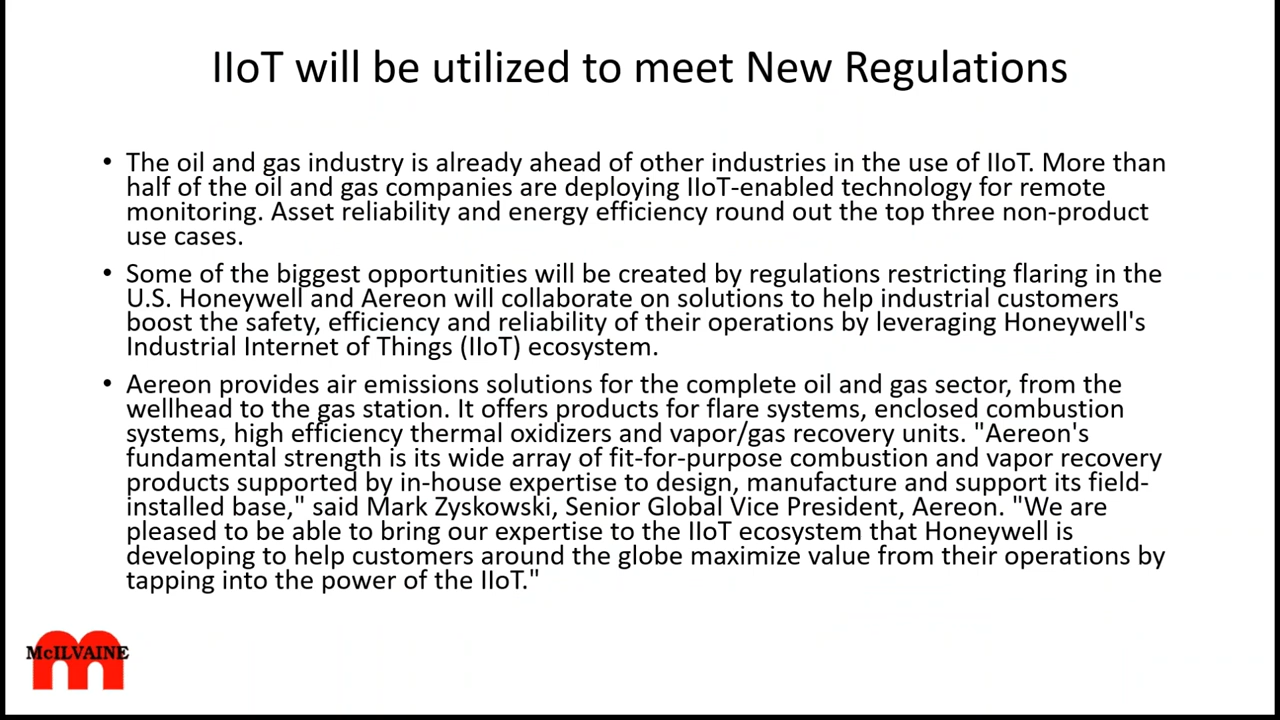 IIoT will be utilized to meet New Regulations
• The oil and gas industry is already ahead of other industries in the use of IIoT. More than
half of the oil and gas companies are deploying IIoT-enabled technology for remote
monitoring. Asset reliability and energy efficiency round out the top three non-product
use cases.
• Some of the biggest opportunities will be created by regulations restricting flaring in the
U.S. Honeywell and Aereon will collaborate on solutions to help industrial customers
boost the safety, efficiency and reliability of their operations by leveraging Honeywell's
Industrial Internet of Things (IIoT) ecosystem.
• Aereon provides air emissions solutions for the complete oil and gas sector, from the
wellhead to the gas station. It offers products for flare systems, enclosed combustion
systems, high efficiency thermal oxidizers and vapor/gas recovery units. "Aereon's
fundamental strength is its wide array of fit-for-purpose combustion and vapor recovery
products supported by in-house expertise to design, manufacture and support its field-
installed base," said Mark Zyskowski, Senior Global Vice President, Aereon. "We are
pleased to be able to bring our expertise to the IIoT ecosystem that Honeywell is
developing to help customers around the globe maximize value from their operations by
tapping into the power of the IIoT."
McILVAINE